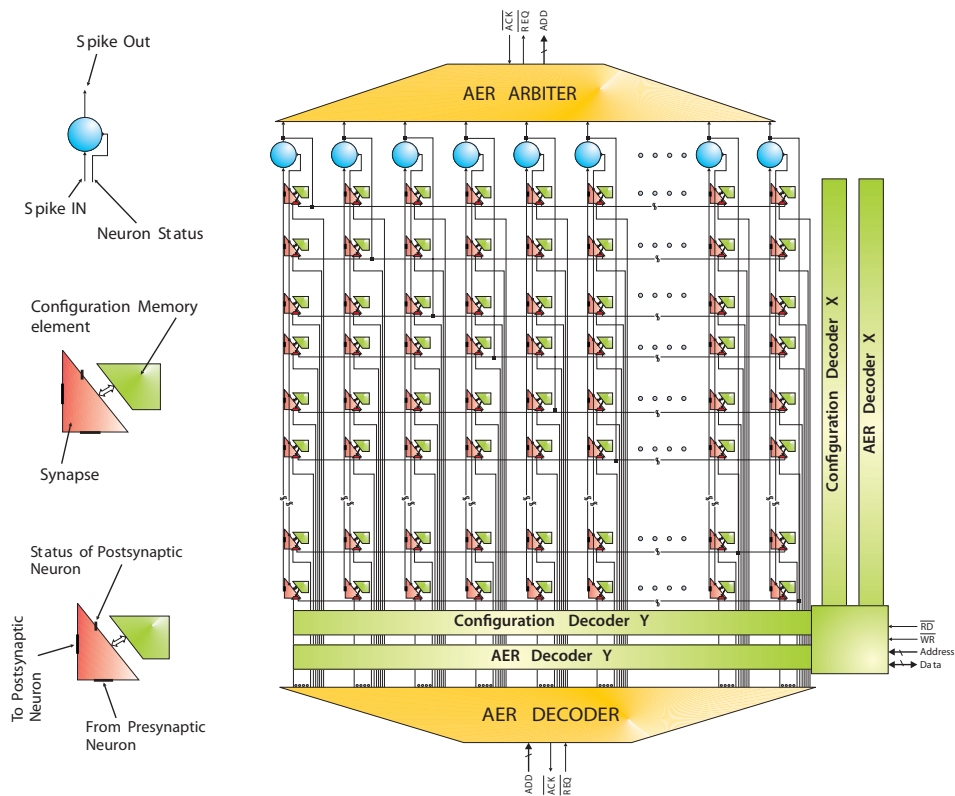 ACK
REQ
ADD
AER ARBITER
Spike Out
Spike IN
Neuron Status
Configuration Memory
element
Synapse
Status of Postsynaptic
Neuron
To Postsynaptic
Neuron
From Presynaptic
Neuron
Configuration Decoder X
AER Decoder X
Configuration Decoder Y
AER Decoder Y
RD
WR
Address
Data
AER DECODER
ADD
ACK
REQ